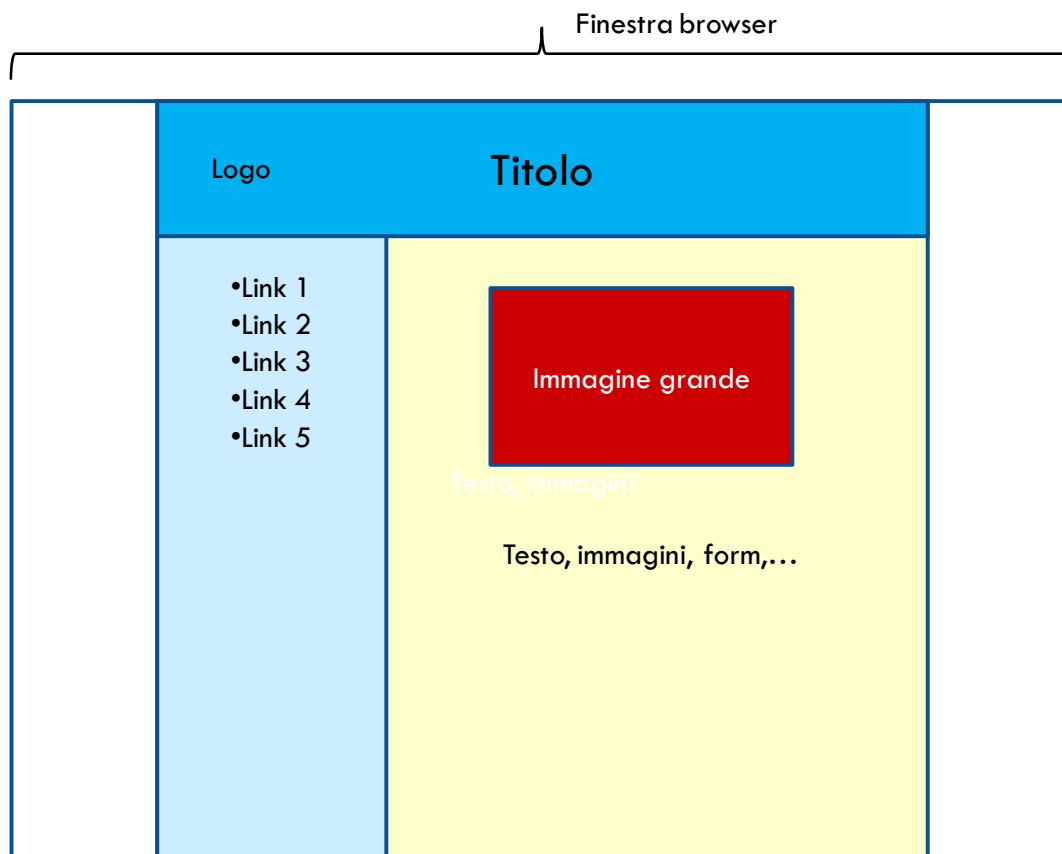 Finestra browser
Logo
Titolo
•Link 1
•Link 2
•Link 3
•Link 4
•Link 5
Immagine grande
Testo, immagini
Testo, immagini, form,…